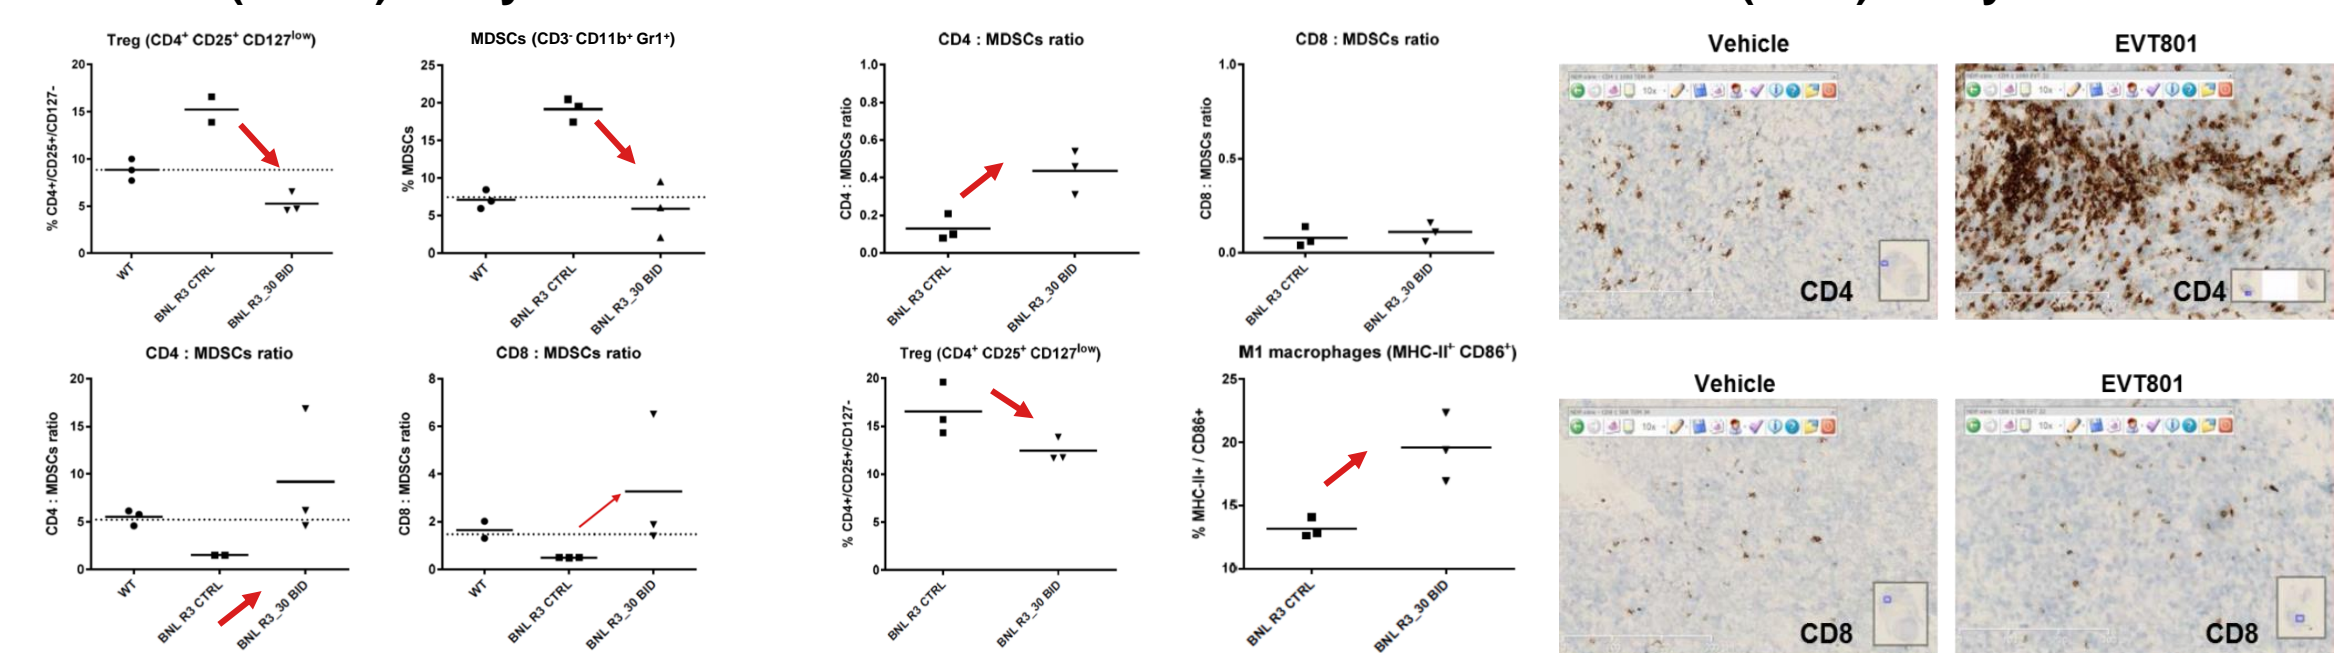 Treg (CD4⁺ CD25⁺ CD127ˡᵒʷ)
% CD4+/CD25+/CD127-
20
15
10
5
0
WT
BNL R3 CTRL
BNL R3_30 BID
MDSCs (CD3⁻ CD11b⁺ Gr1⁺)
% MDSCs
25
20
15
10
5
0
WT
BNL R3 CTRL
BNL R3_30 BID
CD4 : MDSCs ratio
CD4 : MDSCs ratio
1.0
0.8
0.6
0.4
0.2
0.0
BNL R3 CTRL
BNL R3_30 BID
CD8 : MDSCs ratio
CD8 : MDSCs ratio
1.0
0.5
0.0
BNL R3 CTRL
BNL R3_30 BID
Vehicle
10x
CD4
EVT801
10x
CD4
CD4 : MDSCs ratio
CD4 : MDSCs ratio
20
15
10
5
0
WT
BNL R3 CTRL
BNL R3_30 BID
CD8 : MDSCs ratio
CD8 : MDSCs ratio
8
6
4
2
0
WT
BNL R3 CTRL
BNL R3_30 BID
Treg (CD4⁺ CD25⁺ CD127ˡᵒʷ)
% CD4+/CD25+/CD127-
20
15
10
5
0
BNL R3 CTRL
BNL R3_30 BID
M1 macrophages (MHC-II⁺ CD86⁺)
% MHC-II+ / CD86+
25
20
15
10
BNL R3 CTRL
BNL R3_30 BID
Vehicle
10x
CD8
EVT801
10x
CD8